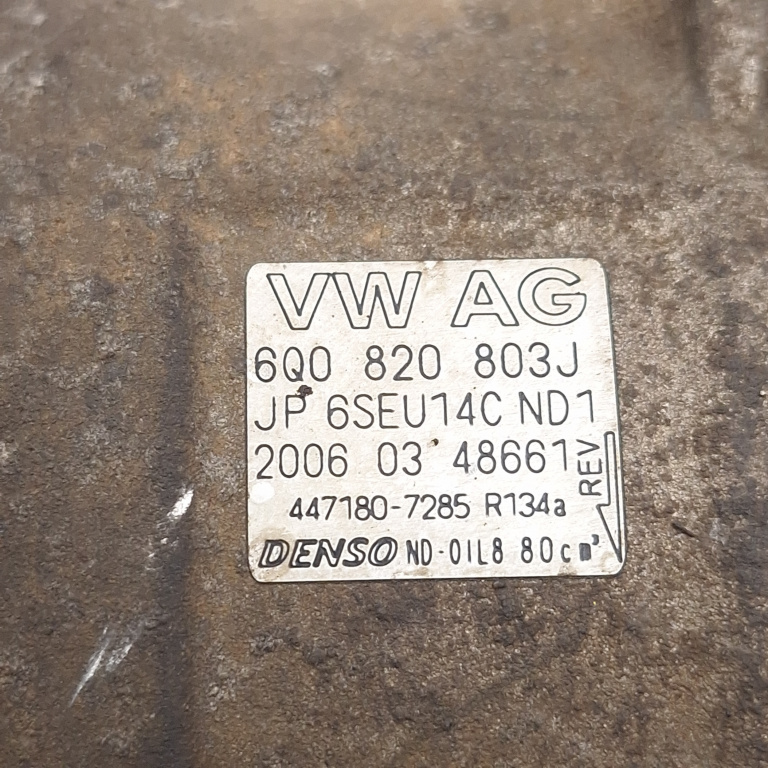 VW AG
6Q0 820 803J
JP 6SEU14C ND1
2006 03 48661
REV
447180-7285 R134a
DENSO ND-OIL8 80cm³